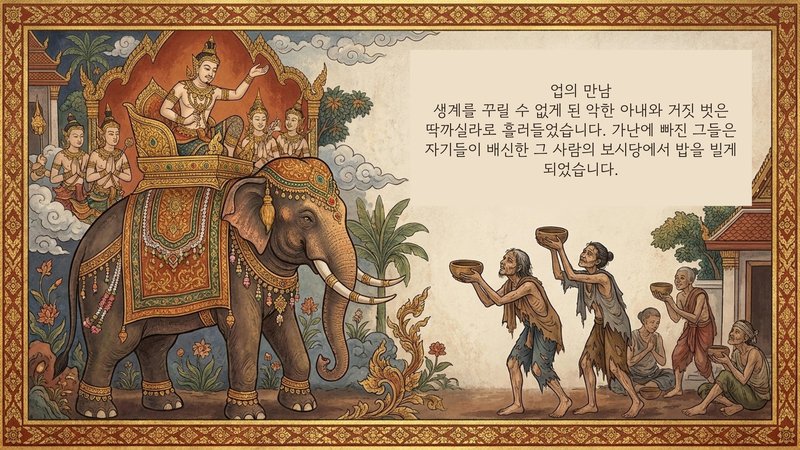 업의 만남
생계를 꾸릴 수 없게 된 악한 아내와 거짓 벗은
딱까실라로 흘러들었습니다. 가난에 빠진 그들은
자기들이 배신한 그 사람의 보시당에서 밥을 빌게
되었습니다.